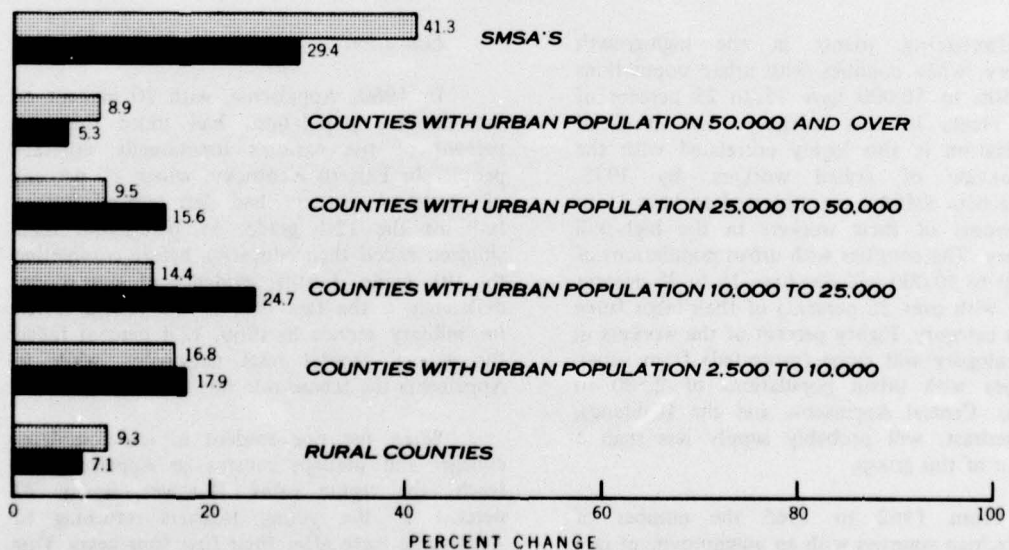 41.3
SMSA'S
29.4
8.9
5.3
COUNTIES WITH URBAN POPULATION 50.000 AND OVER
9.5
15.6
COUNTIES WITH URBAN POPULATION 25.000 TO 50.000
14.4
24.7
COUNTIES WITH URBAN POPULATION 10.000 TO 25,000
16.8
17.9
COUNTIES WITH URBAN POPULATION 2.500 TO 10.000
9.3
7.1
RURAL COUNTIES
0 20 40 60 80 100
PERCENT CHANGE